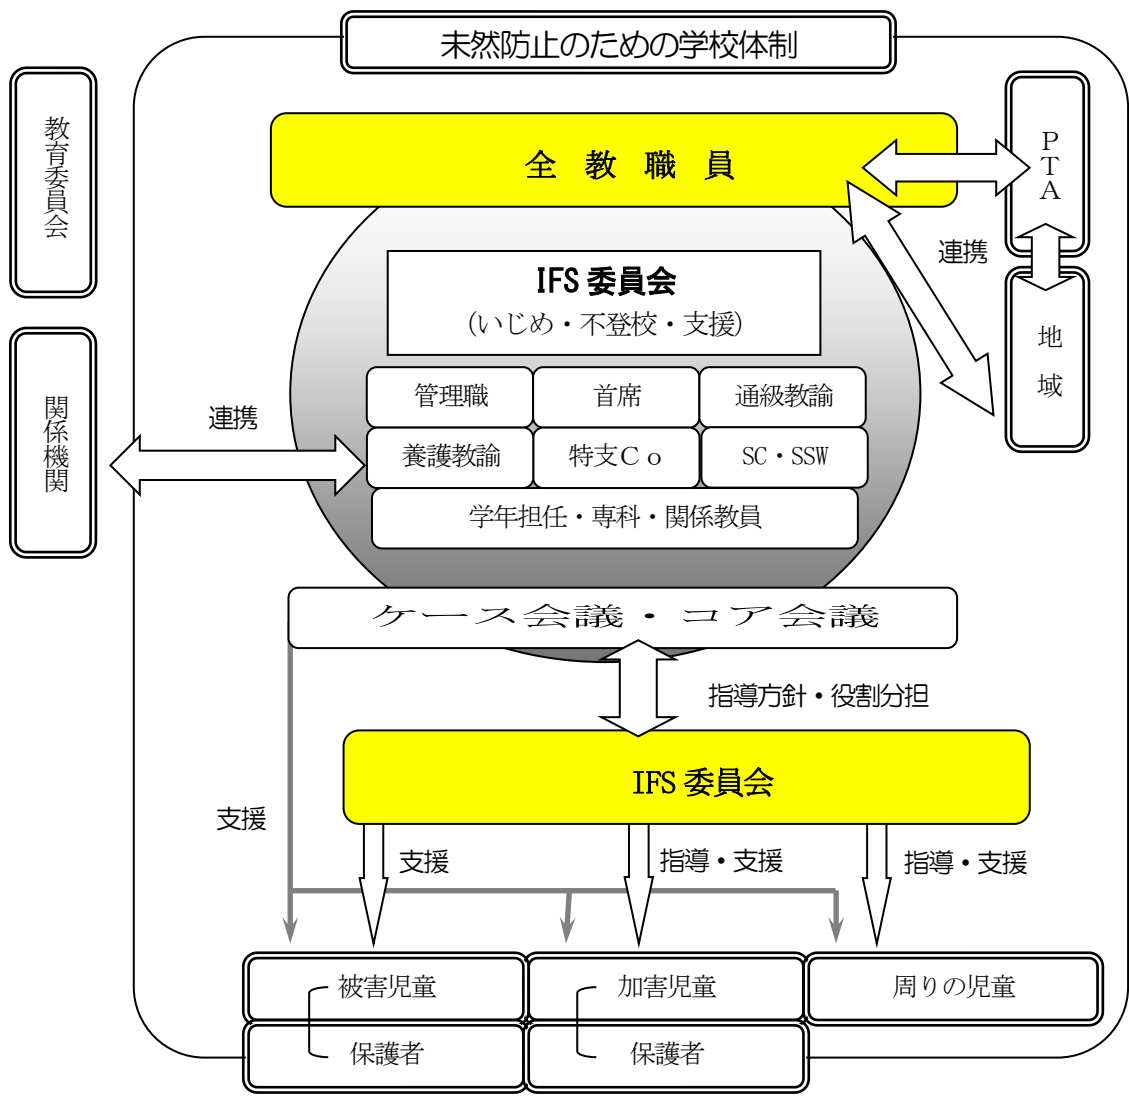 未然防止のための学校体制
教育委員会
全教職員
PTA
連携
IFS 委員会
(いじめ・不登校・支援)
地域
関係機関
連携
管理職
首席
通級教諭
養護教諭
特支Co
SC・SSW
学年担任・専科・関係教員
ケース会議・コア会議
指導方針・役割分担
IFS 委員会
支援
支援
指導・支援
指導・支援
被害児童
加害児童
周りの児童
保護者
保護者